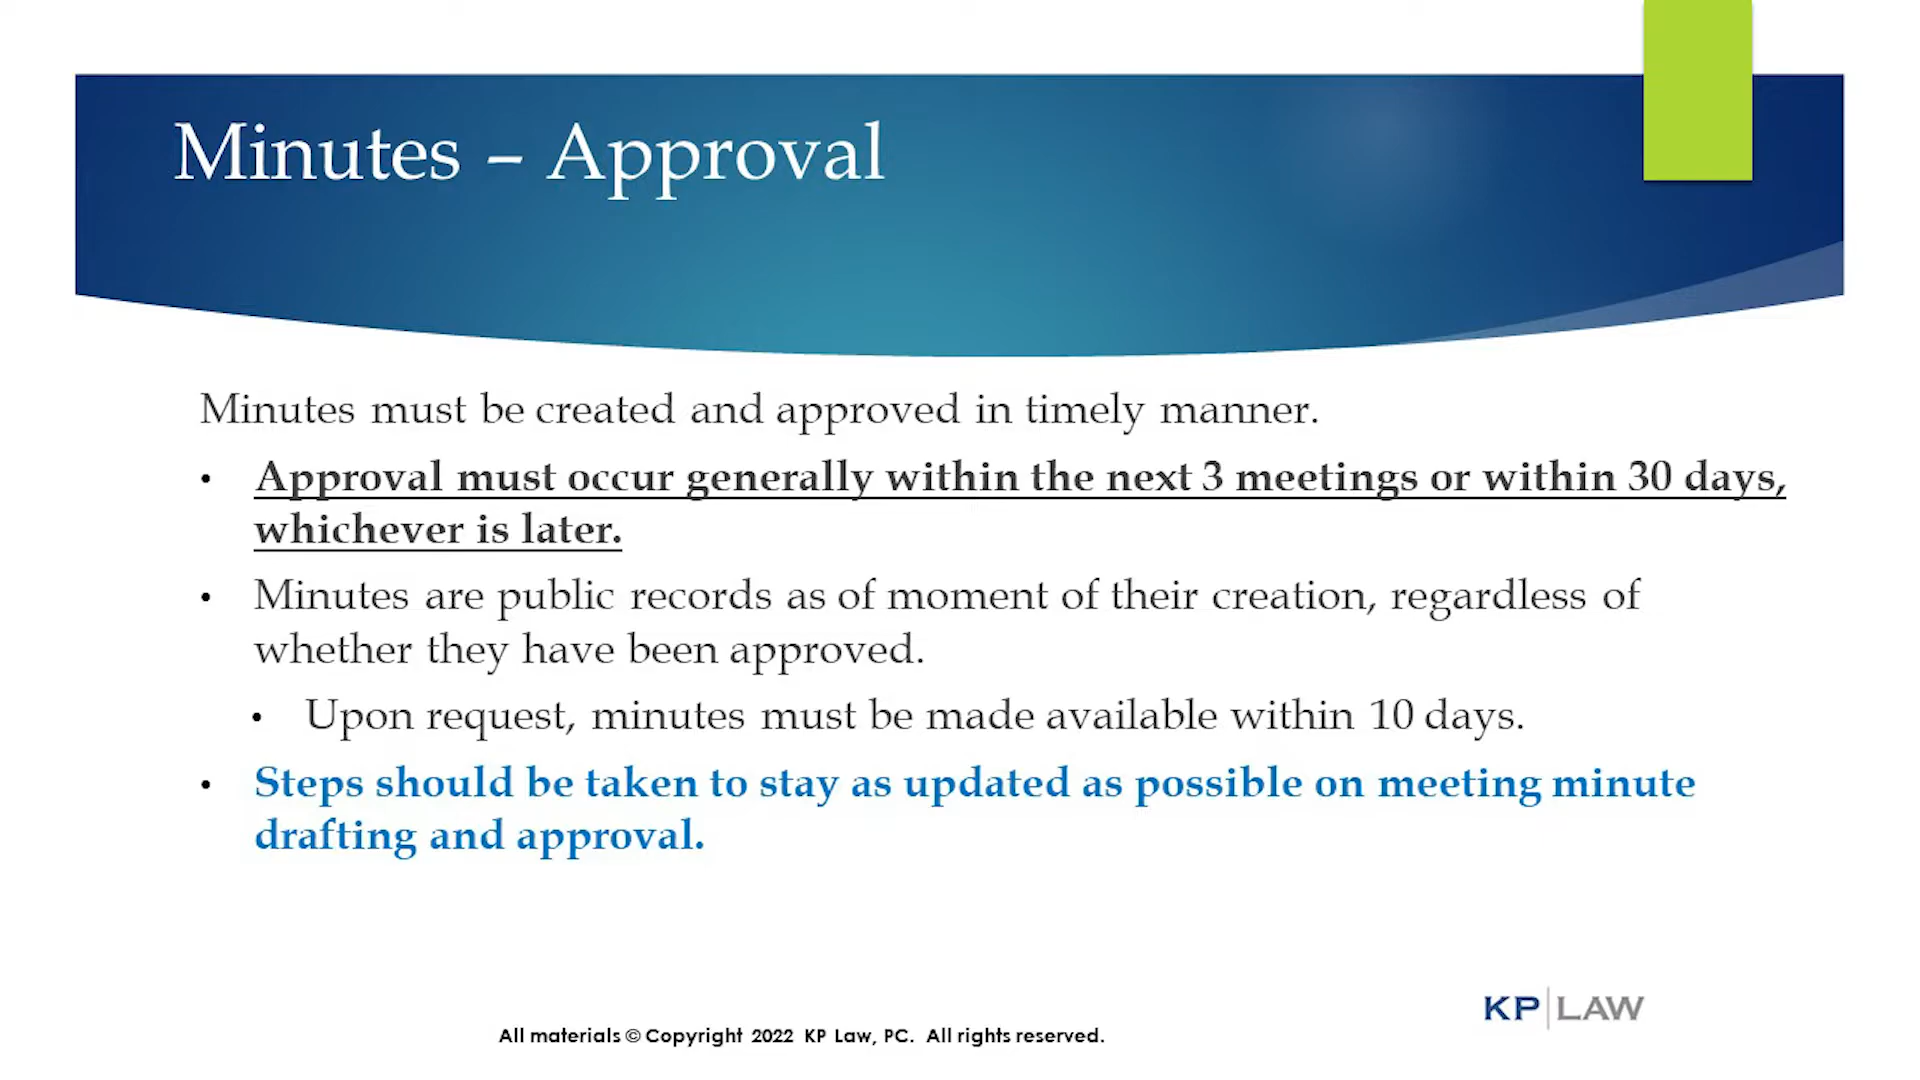 Minutes – Approval
Minutes must be created and approved in timely manner.
• Approval must occur generally within the next 3 meetings or within 30 days,
whichever is later.
• Minutes are public records as of moment of their creation, regardless of
whether they have been approved.
• Upon request, minutes must be made available within 10 days.
• Steps should be taken to stay as updated as possible on meeting minute
drafting and approval.
KP|LAW
All materials © Copyright 2022 KP Law, PC. All rights reserved.